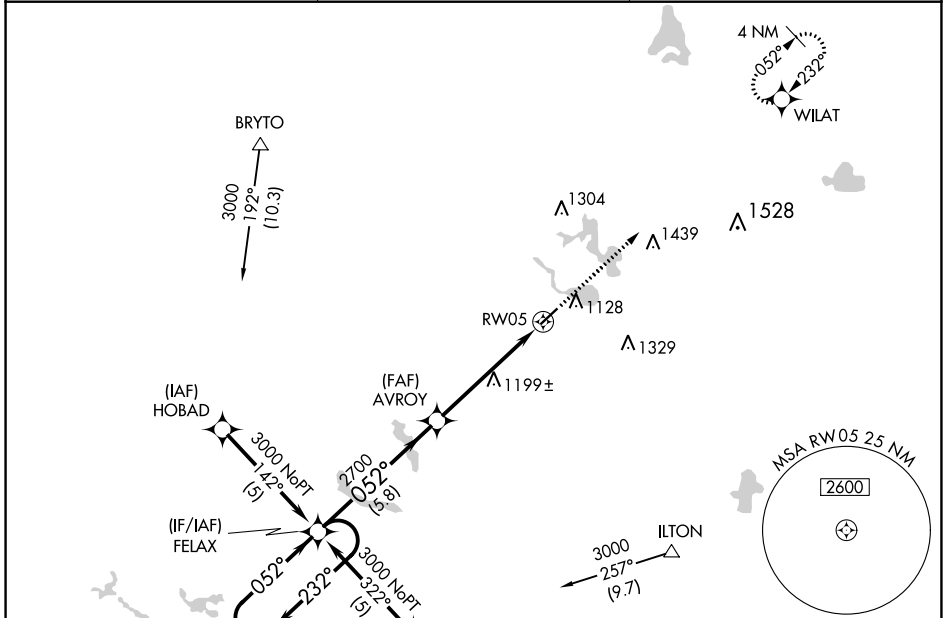 4 NM
052°
232°
WILAT
BRYTO
3000
192°
(10.3)
1304
1528
1439
1128
RW05
1329
(FAF)
AVROY
1199±
(IAF)
HOBAD
3000 NoPT
142°
(5)
2700
052°
(5.8)
MSA RW05 25 NM
2600
(IF/IAF)
FELAX
052°
232°
3000 NoPT
322°
(5)
ILTON
3000
257°
(9.7)